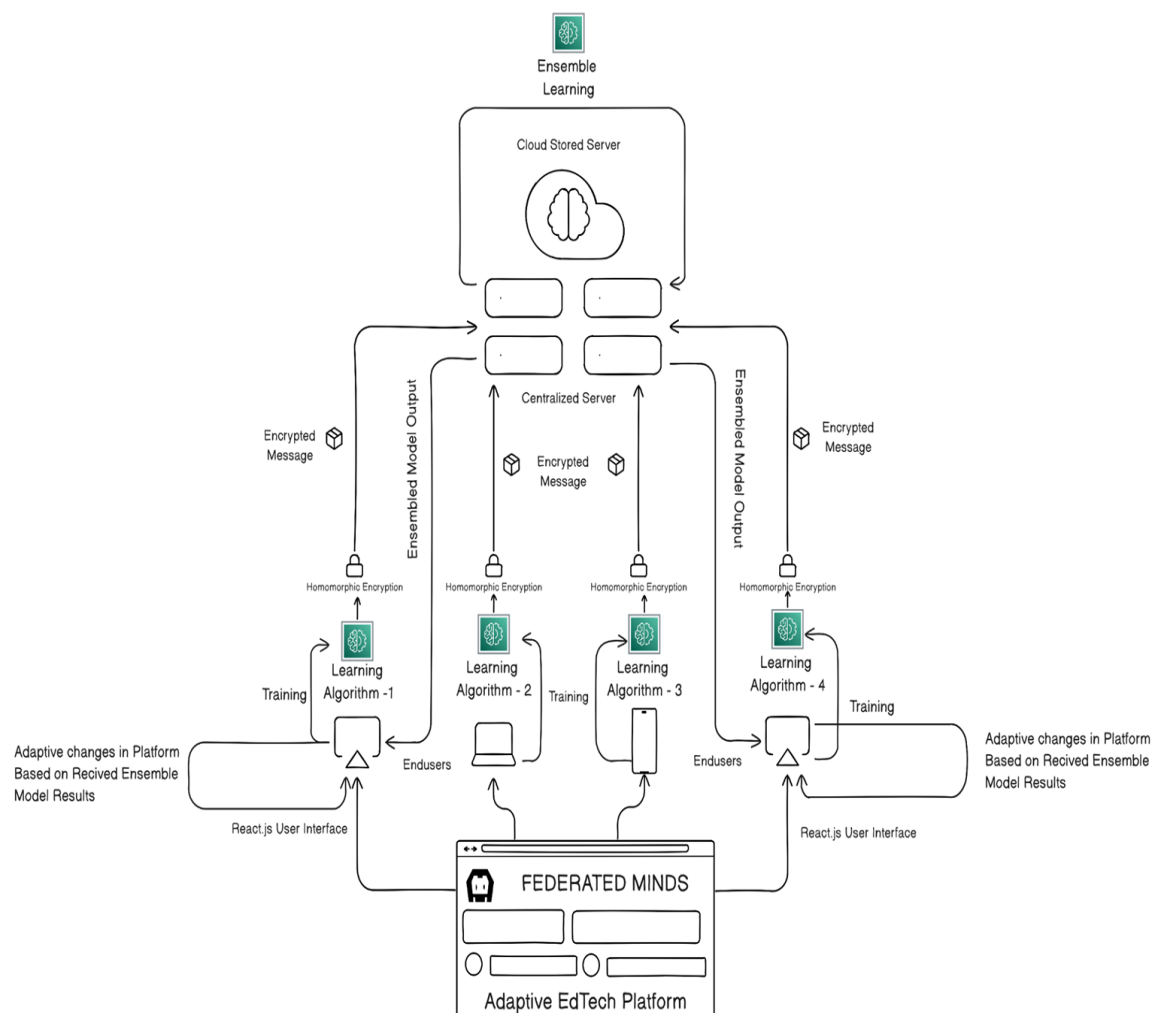 Ensemble
Learning
Cloud Stored Server
Centralized Server
Ensembled Model Output
Ensembled Model Output
Encrypted
Message
Encrypted
Message
Encrypted
Message
Homomorphic Encryption
Homomorphic Encryption
Homomorphic Encryption
Homomorphic Encryption
Learning
Algorithm -1
Learning
Algorithm - 2
Learning
Algorithm - 3
Learning
Algorithm - 4
Training
Training
Training
Adaptive changes in Platform
Based on Recived Ensemble
Model Results
Endusers
Endusers
Adaptive changes in Platform
Based on Recived Ensemble
Model Results
React.js User Interface
React.js User Interface
FEDERATED MINDS
Adaptive EdTech Platform